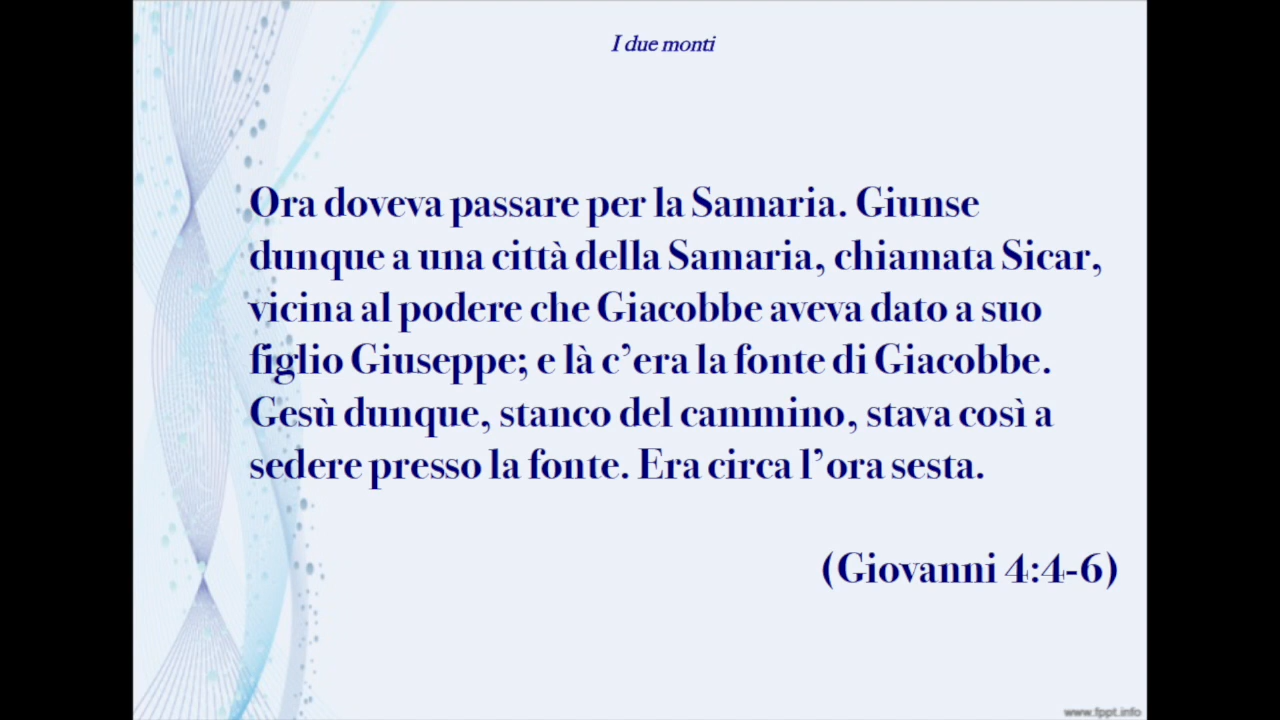 I due monti
Ora doveva passare per la Samaria. Giunse
dunque a una città della Samaria, chiamata Sicar,
vicina al podere che Giacobbe aveva dato a suo
figlio Giuseppe; e là c’era la fonte di Giacobbe.
Gesù dunque, stanco del cammino, stava così a
sedere presso la fonte. Era circa l’ora sesta.
(Giovanni 4:4-6)
www.fppt.info